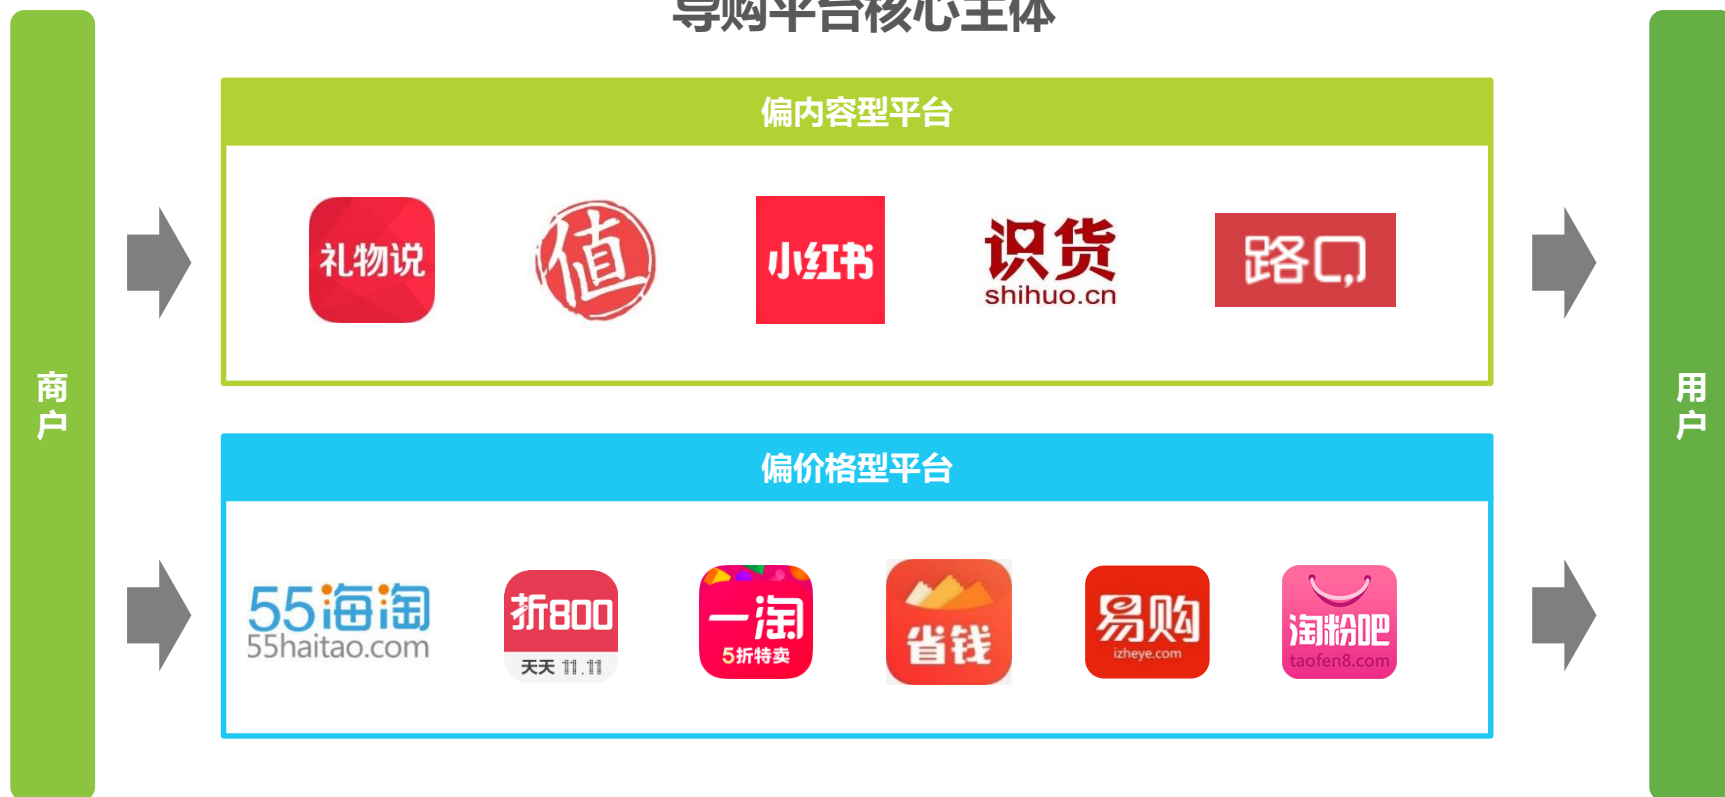 导购平台核心主体
偏内容型平台
礼物说
值
小红书
识货
shihuo.cn
路口
商户
用户
偏价格型平台
55海淘
55haitao.com
折800
天天 11.11
一淘
5折特卖
省钱
易购
izheye.com
淘粉吧
taofen8.com